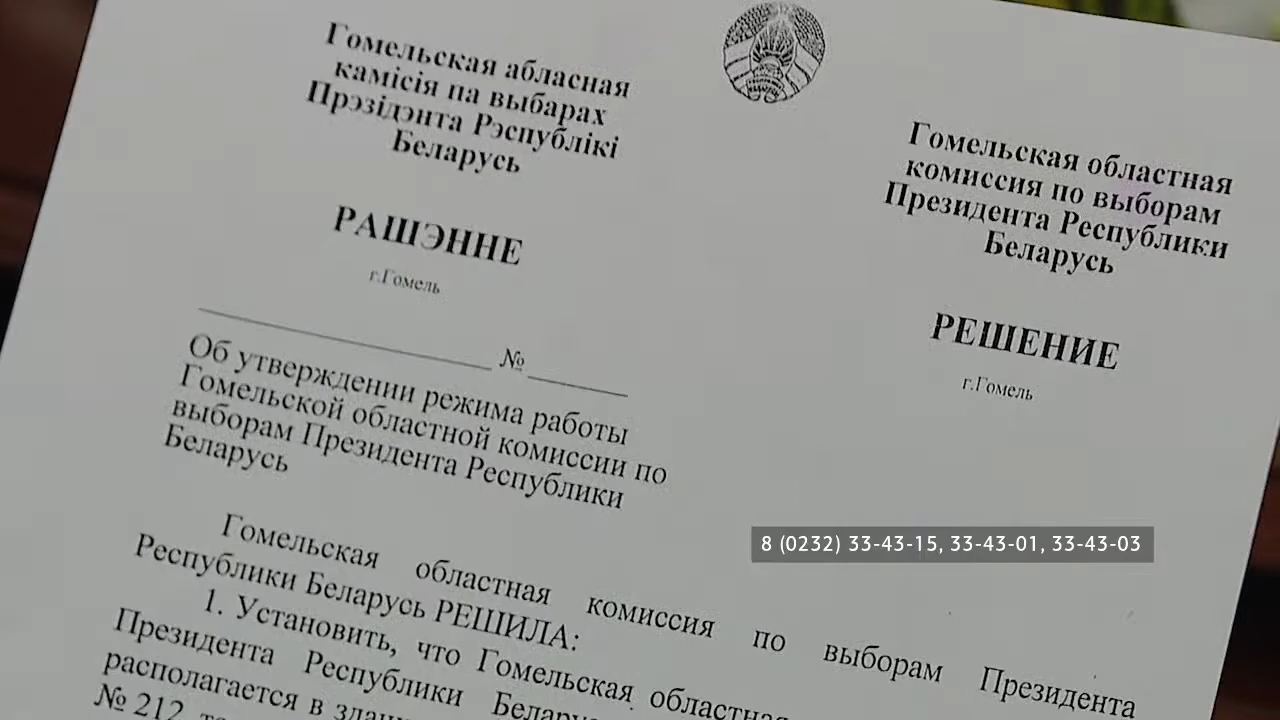 Гомельская абласная
камісія па выбарах
Прэзідэнта Рэспублікі
Беларусь
РАШЭННЕ
г.Гомель
Гомельская областная
комиссия по выборам
Президента Республики
Беларусь
РЕШЕНИЕ
г.Гомель
№
Об утверждении режима работы
Гомельской областной комиссии по
выборам Президента Республики
Беларусь
8 (0232) 33-43-15, 33-43-01, 33-43-03
Гомельская областная комиссия по выборам Президента
Республики Беларусь РЕШИЛА:
1. Установить, что Гомельская областная
Президента Республики Беларусь
располагается в
№ 212,